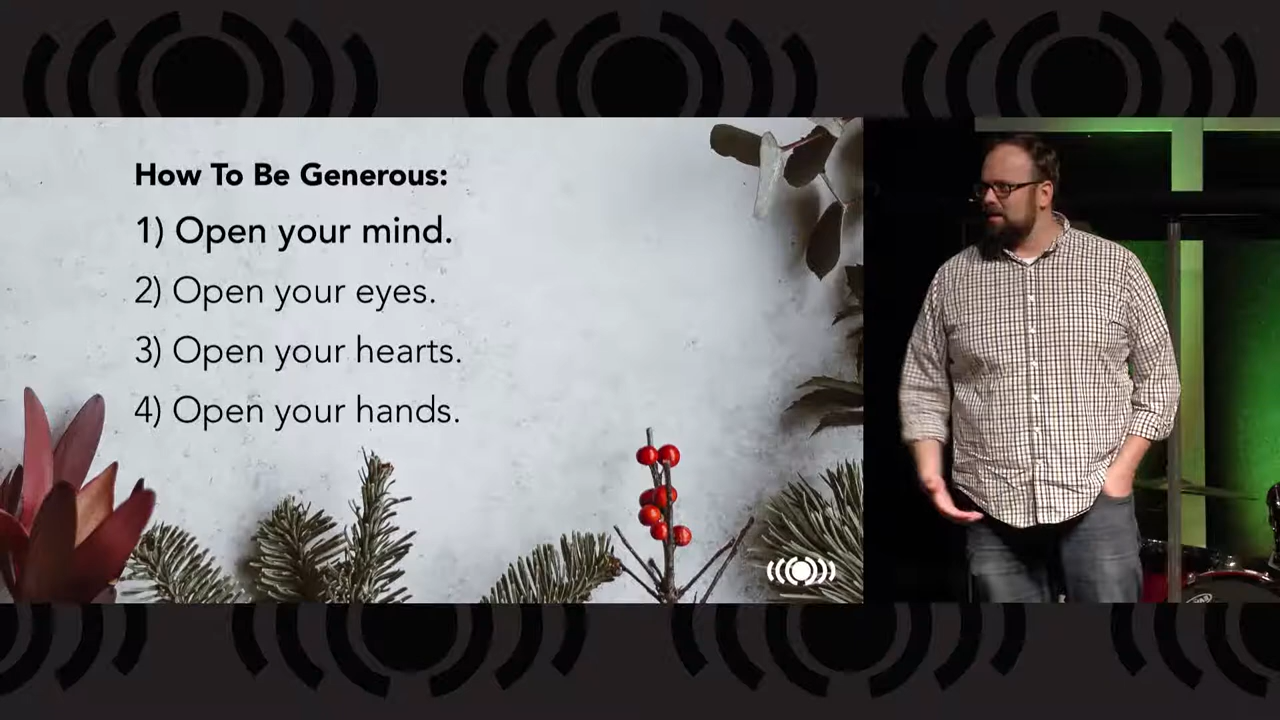 How To Be Generous:
1) Open your mind.
2) Open your eyes.
3) Open your hearts.
4) Open your hands.